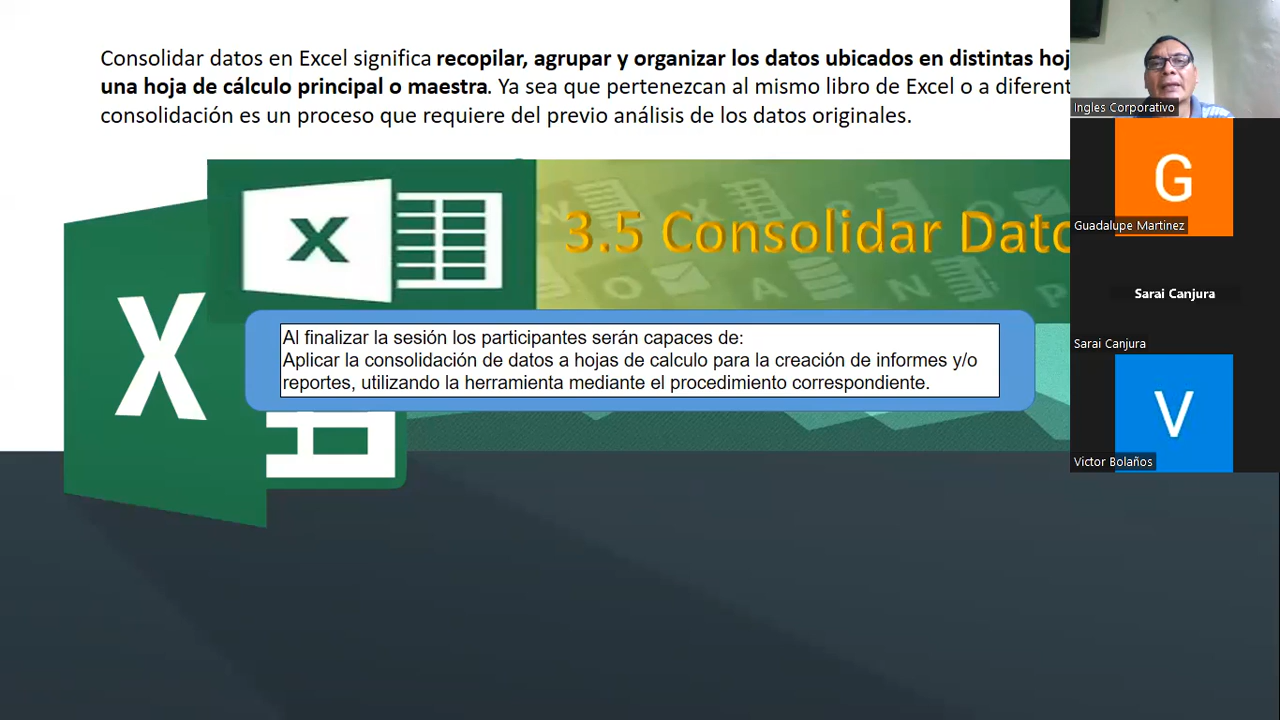 Consolidar datos en Excel significa recopilar, agrupar y organizar los datos ubicados en distintas hoj
una hoja de cálculo principal o maestra. Ya sea que pertenezcan al mismo libro de Excel o a diferent
consolidación es un proceso que requiere del previo análisis de los datos originales.
X
3.5 Consolidar Dato
X
Al finalizar la sesión los participantes serán capaces de:
Aplicar la consolidación de datos a hojas de calculo para la creación de informes y/o
reportes, utilizando la herramienta mediante el procedimiento correspondiente.
Ingles Corporativo
G
Guadalupe Martinez
Sarai Canjura
Sarai Canjura
V
Victor Bolaños